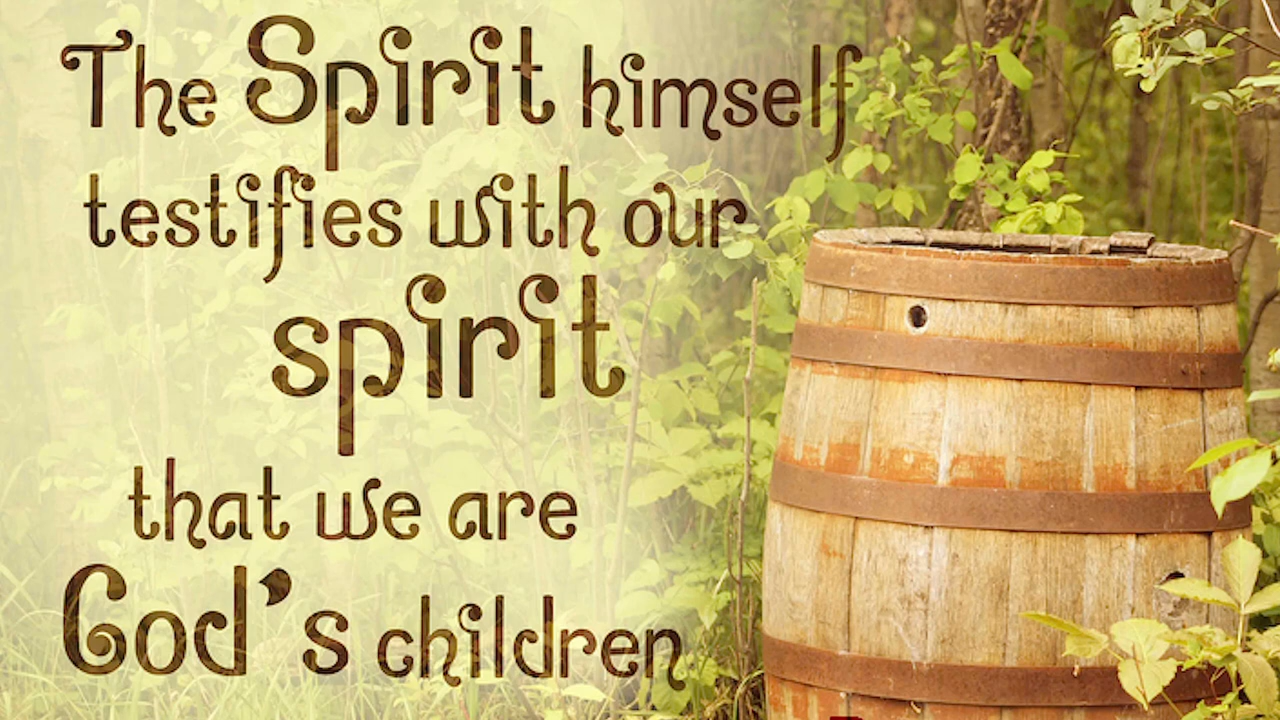 The Spirit himself
testifies with our
spirit
that we are
God's children